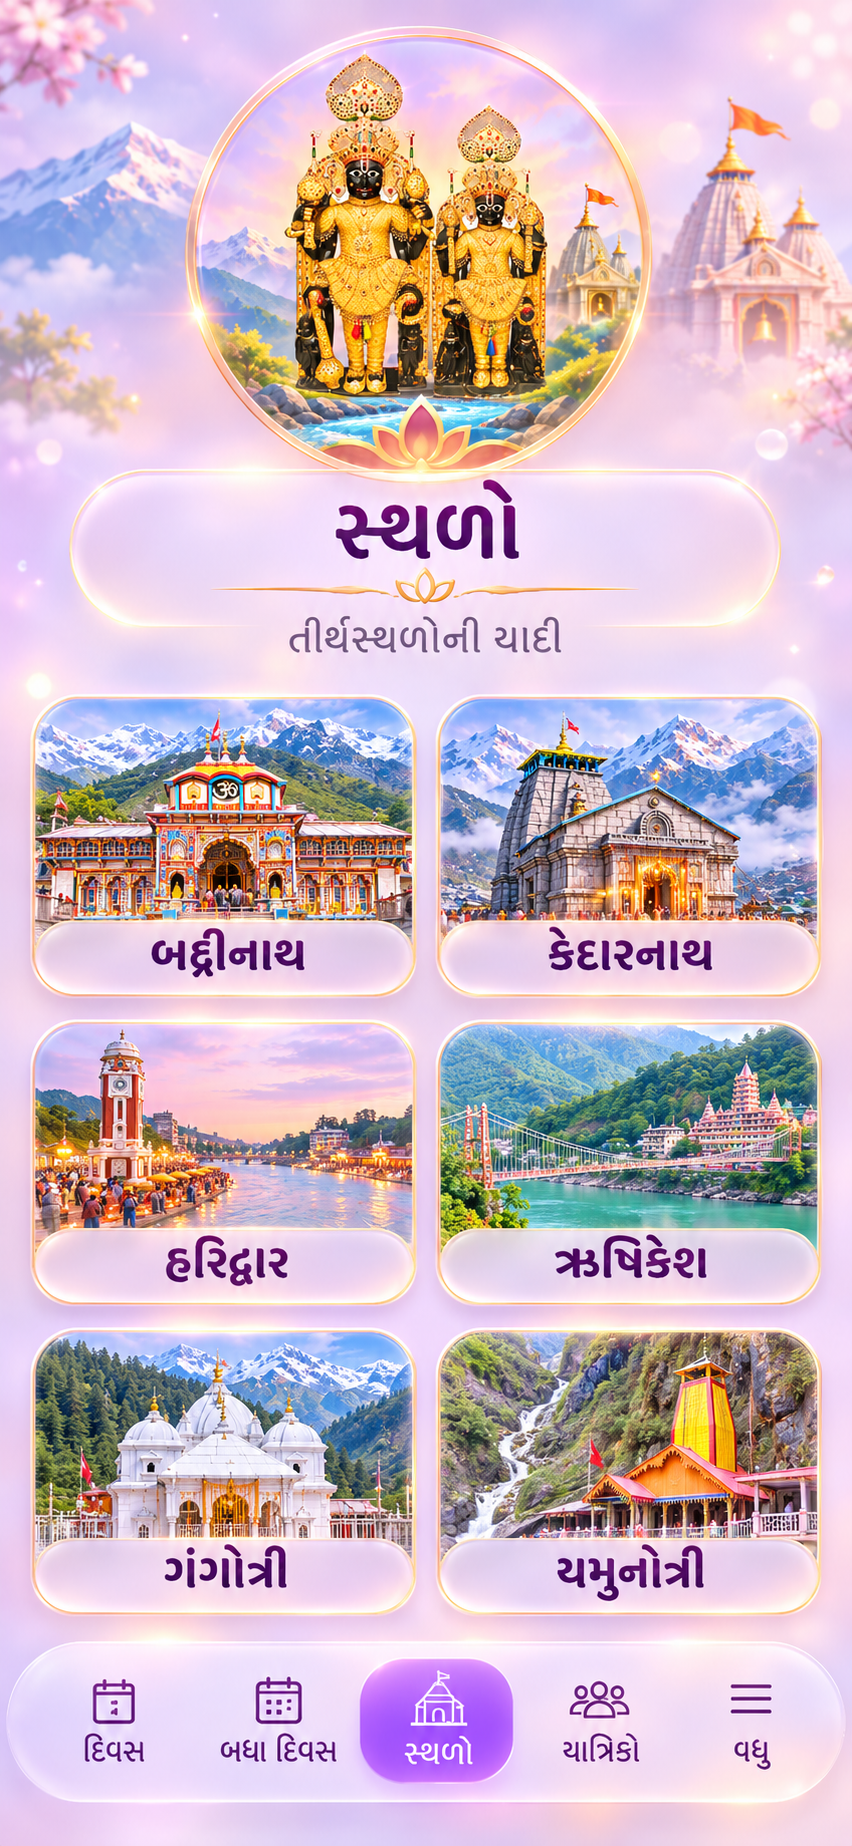 સ્થળો
તીર્થસ્થળોની યાદી
ૐ
બદ્રીનાથ
કેદારનાથ
હરિદ્વાર
ઋષિકેશ
ગંગોત્રી
યમુનોત્રી
દિવસ
બધા દિવસ
સ્થળો
યાત્રિકો
વધુ